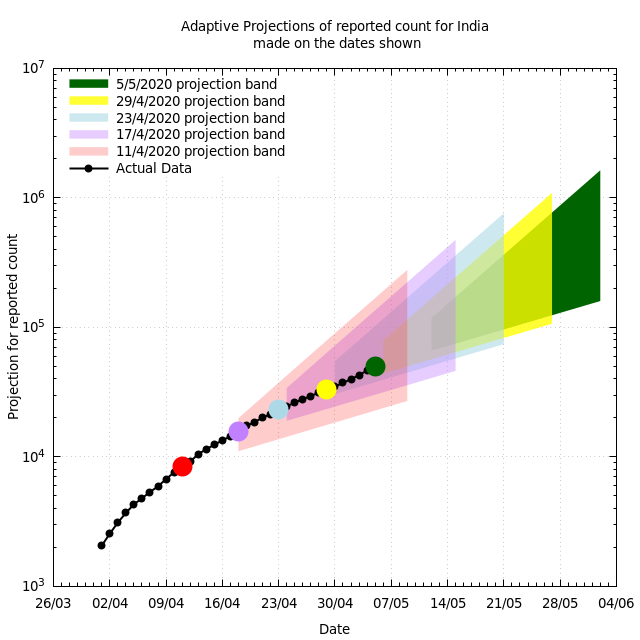 Adaptive Projections of reported count for India
made on the dates shown
10^7
5/5/2020 projection band
29/4/2020 projection band
23/4/2020 projection band
17/4/2020 projection band
11/4/2020 projection band
Actual Data
10^6
10^5
10^4
10^3
Projection for reported count
26/03 02/04 09/04 16/04 23/04 30/04 07/05 14/05 21/05 28/05 04/06
Date